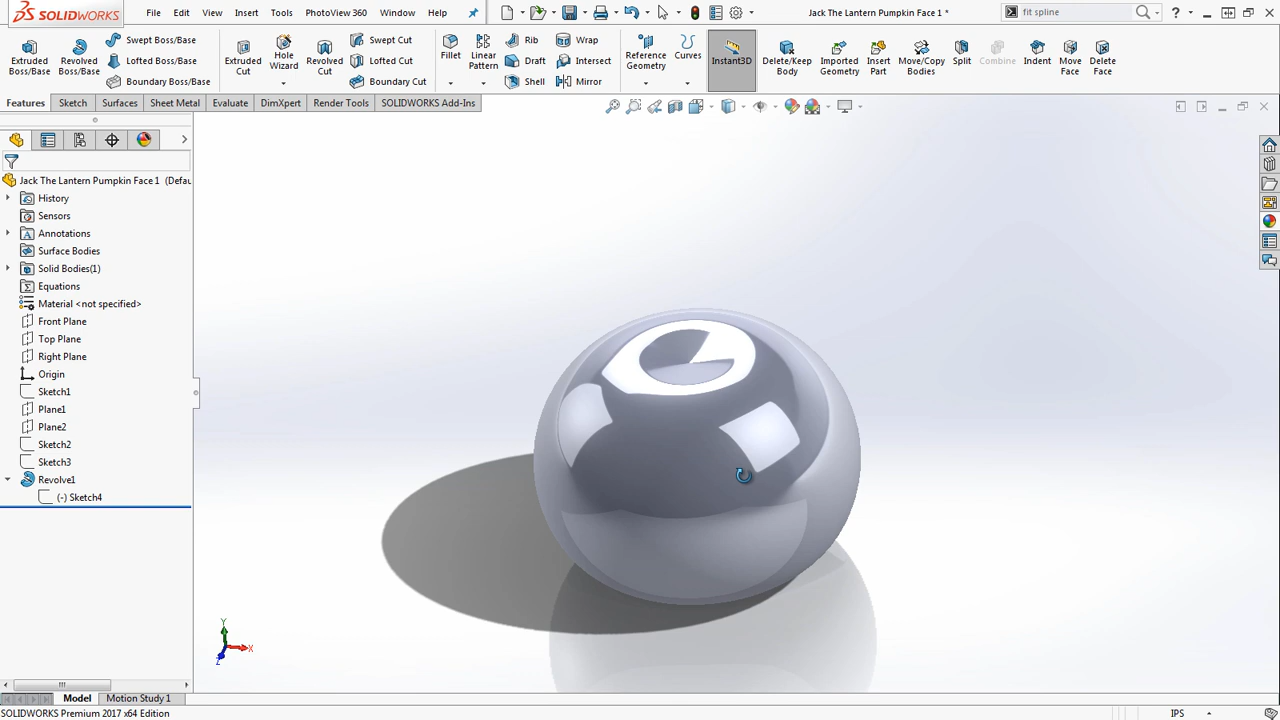 SOLIDWORKS
File Edit View Insert Tools PhotoView 360 Window Help
Jack The Lantern Pumpkin Face 1 *
fit spline
Extruded Boss/Base
Revolved Boss/Base
Swept Boss/Base
Lofted Boss/Base
Boundary Boss/Base
Extruded Cut
Hole Wizard
Revolved Cut
Swept Cut
Lofted Cut
Boundary Cut
Fillet
Linear Pattern
Rib
Draft
Shell
Wrap
Intersect
Mirror
Reference Geometry
Curves
Instant3D
Delete/Keep Body
Imported Geometry
Insert Part
Move/Copy Bodies
Split
Combine
Indent
Move Face
Delete Face
Features Sketch Surfaces Sheet Metal Evaluate DimXpert Render Tools SOLIDWORKS Add-Ins
Jack The Lantern Pumpkin Face 1 (Defau
History
Sensors
Annotations
Surface Bodies
Solid Bodies(1)
Equations
Material <not specified>
Front Plane
Top Plane
Right Plane
Origin
Sketch1
Plane1
Plane2
Sketch2
Sketch3
Revolve1
(-) Sketch4
Y
X
Z
Model Motion Study 1
SOLIDWORKS Premium 2017 x64 Edition
IPS